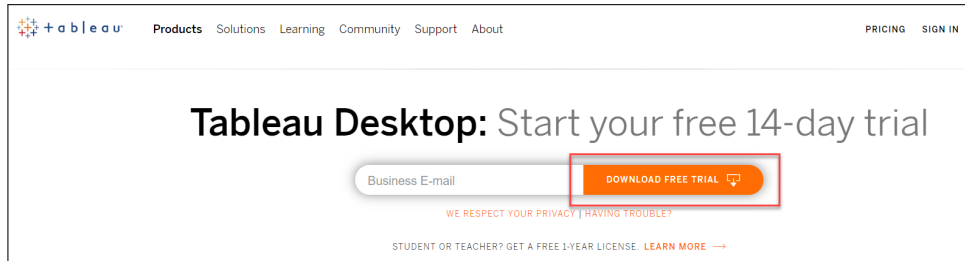 +ableau Products Solutions Learning Community Support About PRICING SIGN IN
Tableau Desktop: Start your free 14-day trial
Business E-mail DOWNLOAD FREE TRIAL
WE RESPECT YOUR PRIVACY | HAVING TROUBLE?
STUDENT OR TEACHER? GET A FREE 1-YEAR LICENSE. LEARN MORE →